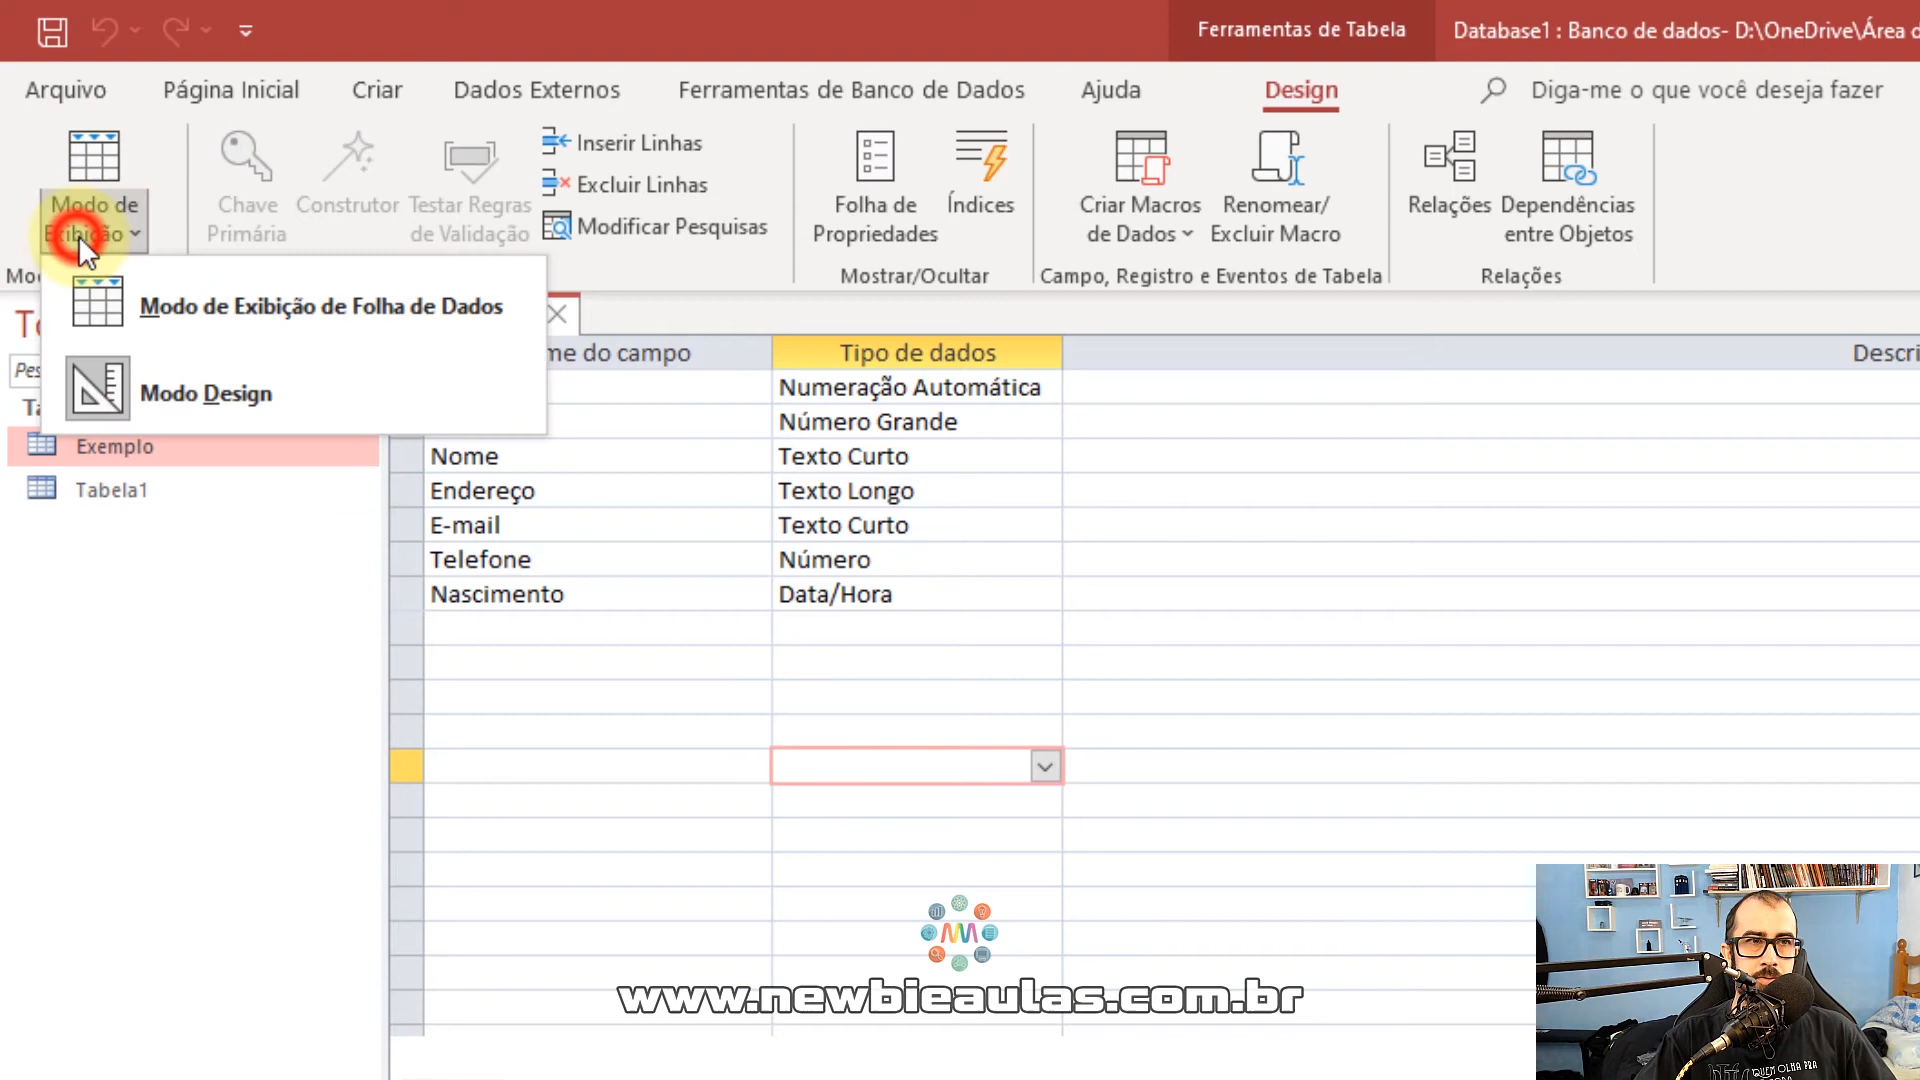 Ferramentas de Tabela
Database1 : Banco de dados- D:\OneDrive\Área d
Arquivo
Página Inicial
Criar
Dados Externos
Ferramentas de Banco de Dados
Ajuda
Design
Diga-me o que você deseja fazer
Modo de
Exibição
Chave
Primária
Construtor
Testar Regras
de Validação
Inserir Linhas
Excluir Linhas
Modificar Pesquisas
Folha de
Propriedades
Índices
Criar Macros
de Dados
Renomear/
Excluir Macro
Relações
Dependências
entre Objetos
Mostrar/Ocultar
Campo, Registro e Eventos de Tabela
Relações
Modo de Exibição de Folha de Dados
Modo Design
Pes
Exemplo
Tabela1
me do campo
Tipo de dados
Descri
Numeração Automática
Número Grande
Nome
Texto Curto
Endereço
Texto Longo
E-mail
Texto Curto
Telefone
Número
Nascimento
Data/Hora
www.newbieaulas.com.br
QUEM OLHA PRA